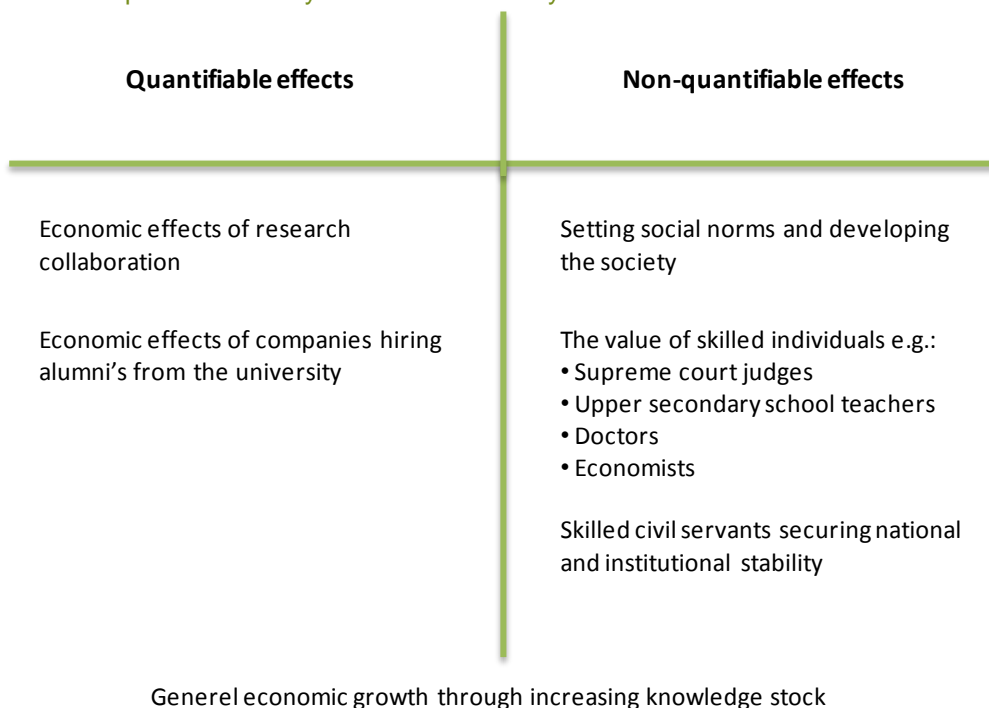 Quantifiable effects
Non-quantifiable effects
Economic effects of research
collaboration
Economic effects of companies hiring
alumni's from the university
Setting social norms and developing
the society
The value of skilled individuals e.g.:
• Supreme court judges
• Upper secondary school teachers
• Doctors
• Economists
Skilled civil servants securing national
and institutional stability
Generel economic growth through increasing knowledge stock